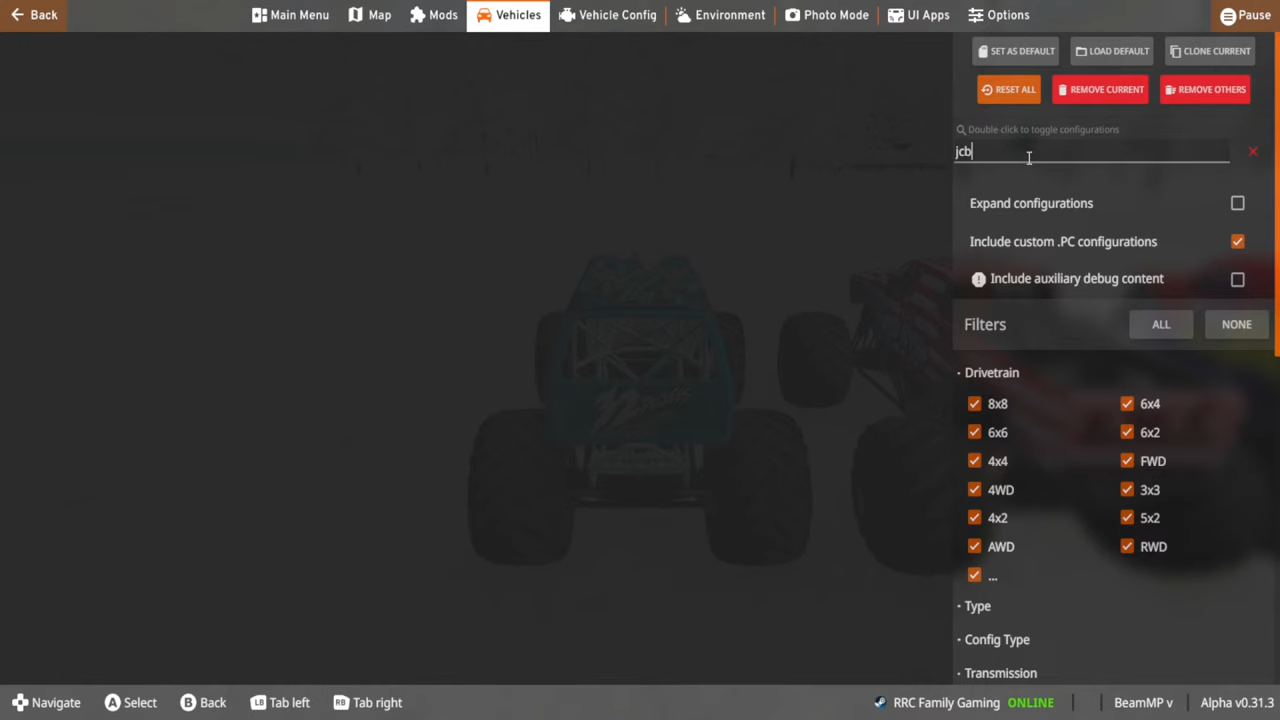 Back Main Menu Map Mods Vehicles Vehicle Config Environment Photo Mode UI Apps Options Pause
SET AS DEFAULT LOAD DEFAULT CLONE CURRENT
RESET ALL REMOVE CURRENT REMOVE OTHERS
Double click to toggle configurations
jcb
Expand configurations
Include custom .PC configurations
Include auxiliary debug content
Filters ALL NONE
- Drivetrain
8x8 6x4
6x6 6x2
4x4 FWD
4WD 3x3
4x2 5x2
AWD RWD
...
- Type
- Config Type
- Transmission
Navigate A Select B Back LB Tab left RB Tab right RRC Family Gaming ONLINE BeamMP v Alpha v0.31.3